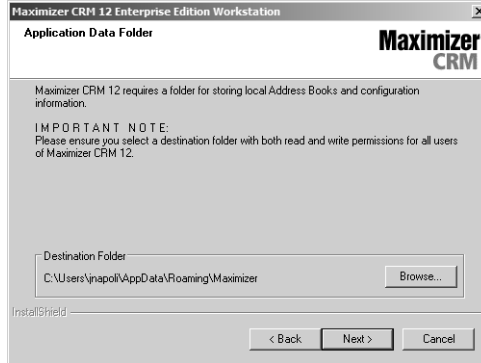 Maximizer CRM 12 Enterprise Edition Workstation
Application Data Folder
Maximizer
CRM
Maximizer CRM 12 requires a folder for storing local Address Books and configuration
information.
I M P O R T A N T   N O T E:
Please ensure you select a destination folder with both read and write permissions for all users
of Maximizer CRM 12.
Destination Folder
C:\Users\jnapoli\AppData\Roaming\Maximizer
Browse...
InstallShield
< Back
Next >
Cancel